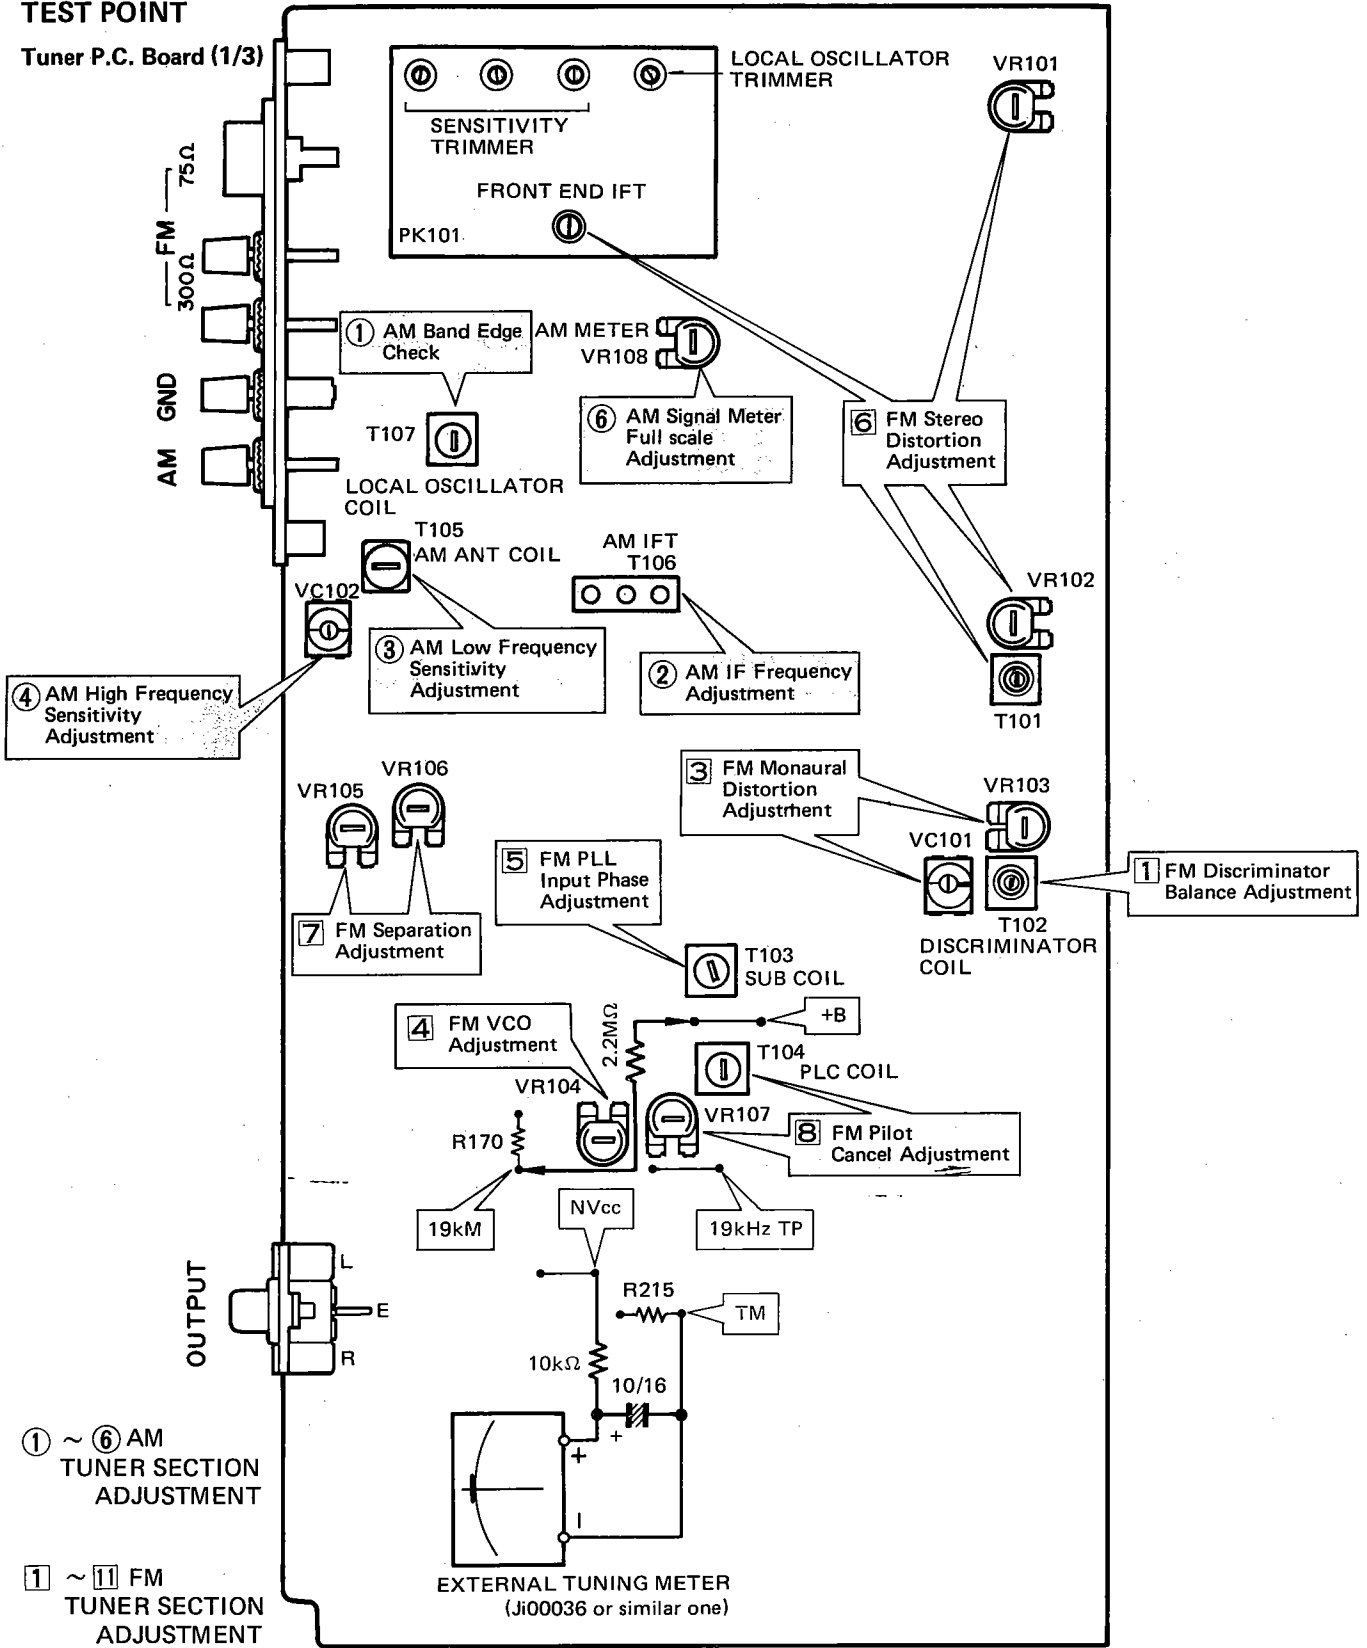 TEST POINT
Tuner P.C. Board (1/3)
LOCAL OSCILLATOR
TRIMMER
VR101
SENSITIVITY
TRIMMER
FRONT END IFT
PK101
75Ω
FM
300Ω
GND
AM
① AM Band Edge
Check
AM METER
VR108
T107
LOCAL OSCILLATOR
COIL
⑥ AM Signal Meter
Full scale
Adjustment
6 FM Stereo
Distortion
Adjustment
T105
AM ANT COIL
AM IFT
T106
VR102
VC102
③ AM Low Frequency
Sensitivity
Adjustment
② AM IF Frequency
Adjustment
④ AM High Frequency
Sensitivity
Adjustment
T101
VR105
VR106
3 FM Monaural
Distortion
Adjustment
VR103
VC101
5 FM PLL
Input Phase
Adjustment
1 FM Discriminator
Balance Adjustment
T102
DISCRIMINATOR
COIL
7 FM Separation
Adjustment
T103
SUB COIL
4 FM VCO
Adjustment
2.2MΩ
+B
T104
PLC COIL
VR104
VR107
R170
8 FM Pilot
Cancel Adjustment
19kM
NVcc
19kHz TP
OUTPUT
L
E
R
R215
TM
10kΩ
10/16
+
+
−
① ~ ⑥ AM
TUNER SECTION
ADJUSTMENT
1 ~ 11 FM
TUNER SECTION
ADJUSTMENT
EXTERNAL TUNING METER
(Ji00036 or similar one)